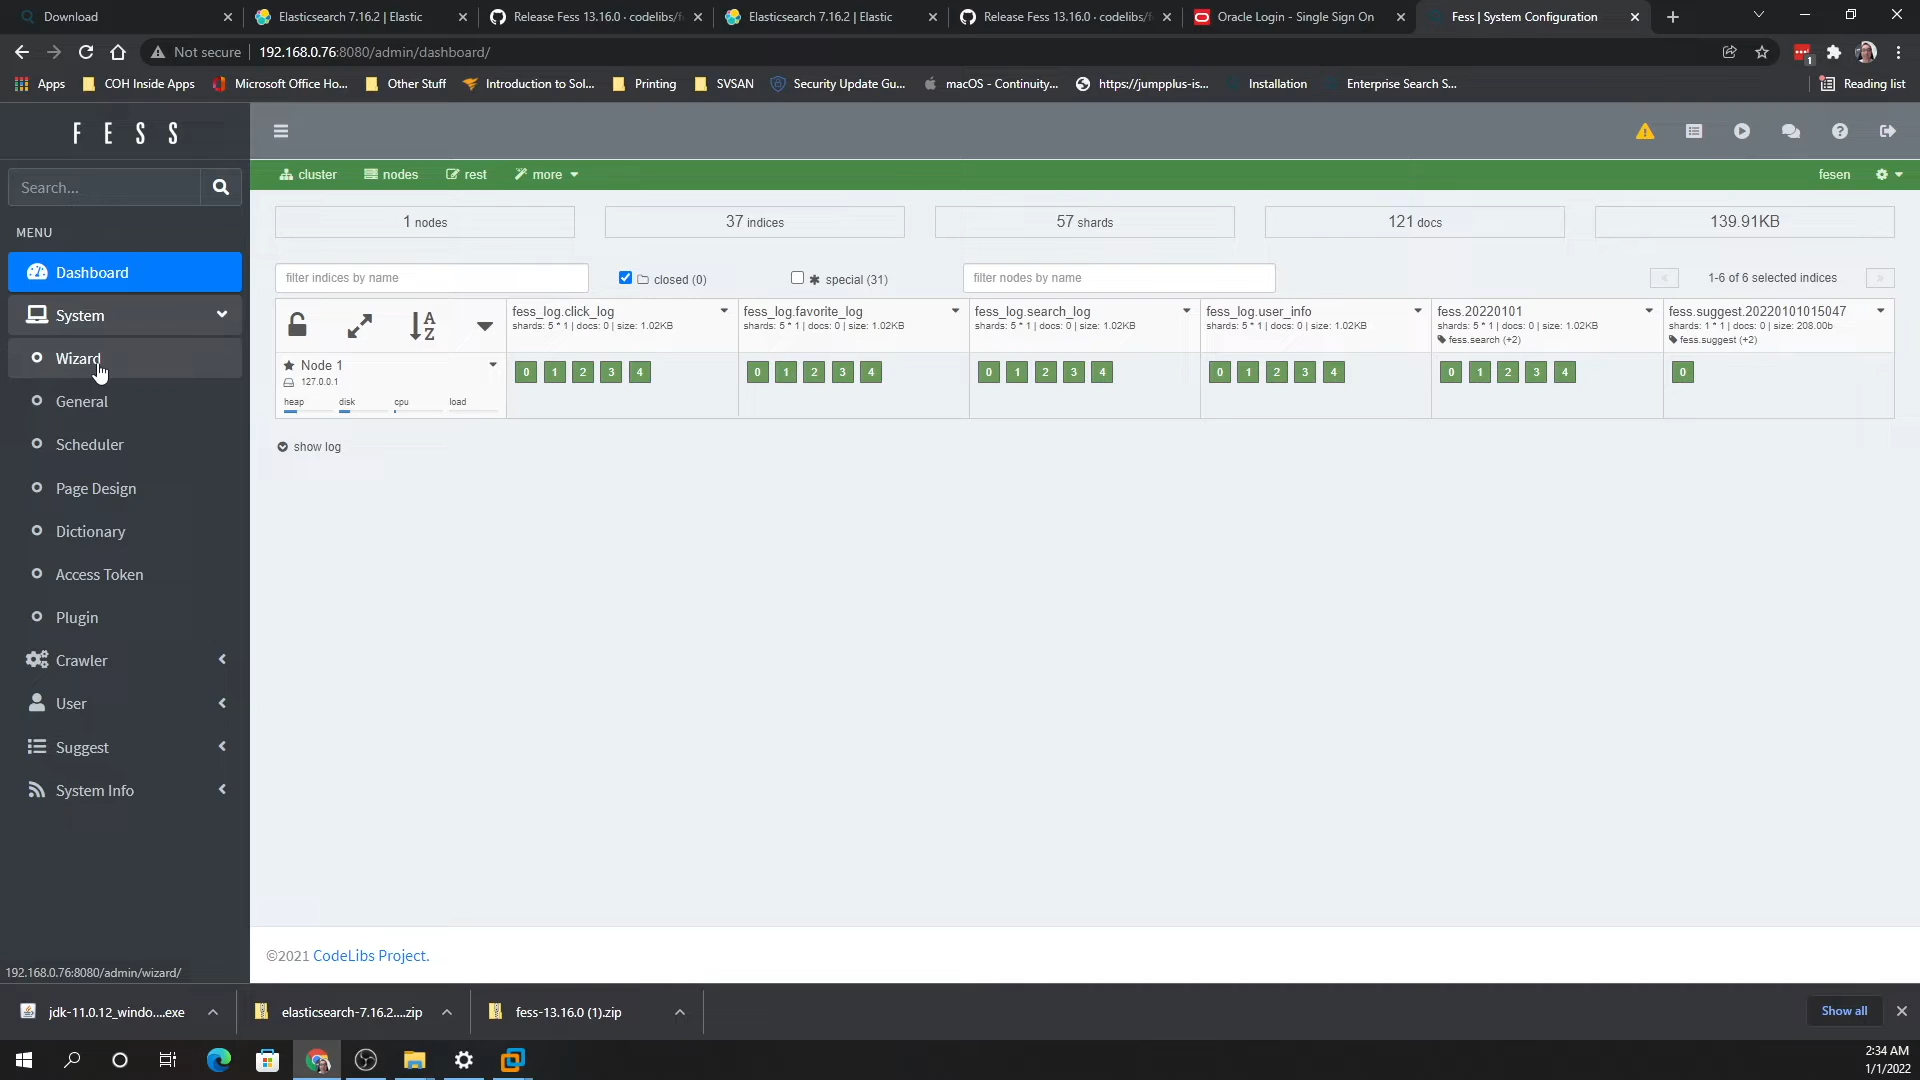 Download
Elasticsearch 7.16.2 | Elastic
Release Fess 13.16.0 · codelibs/f
Elasticsearch 7.16.2 | Elastic
Release Fess 13.16.0 · codelibs/f
Oracle Login - Single Sign On
Fess | System Configuration
Not secure
192.168.0.76:8080/admin/dashboard/
1
Apps
COH Inside Apps
Microsoft Office Ho...
Other Stuff
Introduction to Sol...
Printing
SVSAN
Security Update Gu...
macOS - Continuity...
https://jumpplus-is...
Installation
Enterprise Search S...
Reading list
FESS
Search...
MENU
Dashboard
System
Wizard
General
Scheduler
Page Design
Dictionary
Access Token
Plugin
Crawler
User
Suggest
System Info
cluster
nodes
rest
more
fesen
1 nodes
37 indices
57 shards
121 docs
139.91KB
filter indices by name
closed (0)
special (31)
filter nodes by name
1-6 of 6 selected indices
fess_log.click_log
shards: 5 * 1 | docs: 0 | size: 1.02KB
fess_log.favorite_log
shards: 5 * 1 | docs: 0 | size: 1.02KB
fess_log.search_log
shards: 5 * 1 | docs: 0 | size: 1.02KB
fess_log.user_info
shards: 5 * 1 | docs: 0 | size: 1.02KB
fess.20220101
shards: 5 * 1 | docs: 0 | size: 1.02KB
fess.search (+2)
fess.suggest.20220101015047
shards: 1 * 1 | docs: 0 | size: 208.00b
fess.suggest (+2)
Node 1
127.0.0.1
heap disk cpu load
0 1 2 3 4
0 1 2 3 4
0 1 2 3 4
0 1 2 3 4
0 1 2 3 4
0
show log
©2021 CodeLibs Project.
192.168.0.76:8080/admin/wizard/
jdk-11.0.12_windo....exe
elasticsearch-7.16.2....zip
fess-13.16.0 (1).zip
Show all
2:34 AM
1/1/2022